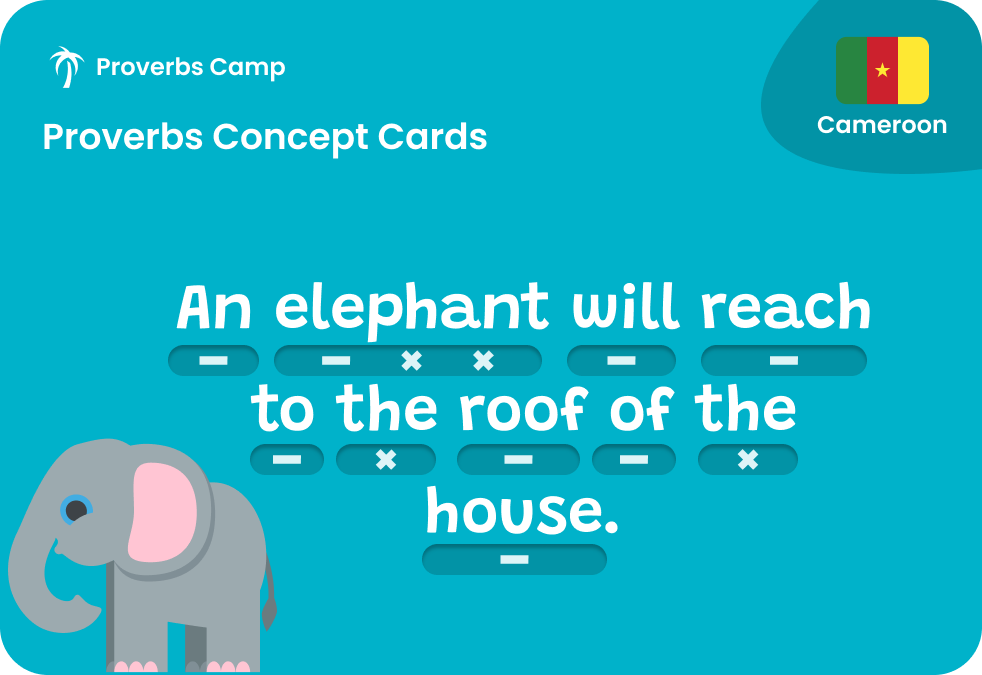 Proverbs Camp
Cameroon
Proverbs Concept Cards
An elephant will reach
to the roof of the
house.